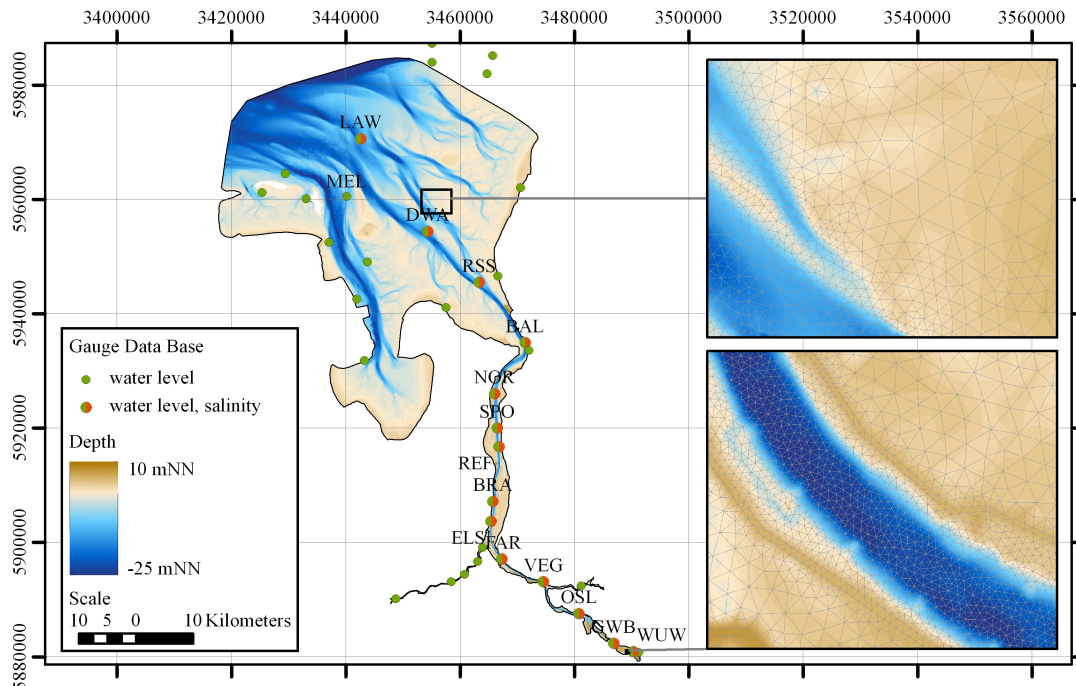 3400000 3420000 3440000 3460000 3480000 3500000 3520000 3540000 3560000
5980000
5960000
5940000
5920000
5900000
5880000
LAW
MEL
DWA
RSS
BAL
NOR
SPO
REF
BRA
ELS FAR
VEG
OSL
GWB
WUW
Gauge Data Base
water level
water level, salinity
Depth
10 mNN
-25 mNN
Scale
10 5 0 10 Kilometers